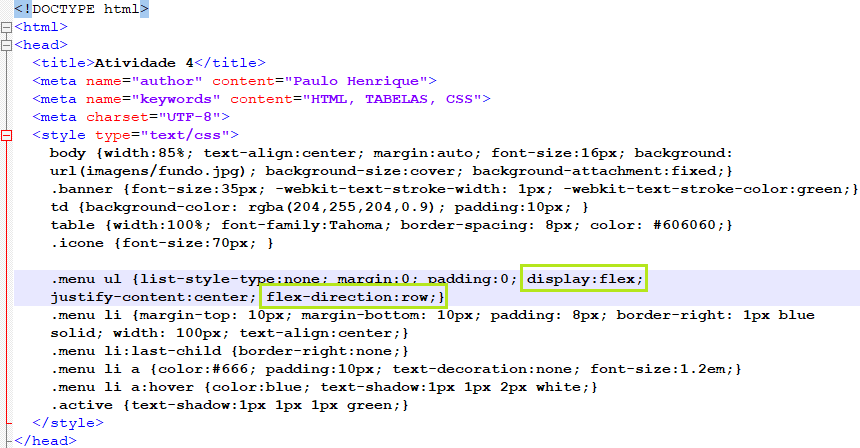 <!DOCTYPE html>
<html>
<head>
<title>Atividade 4</title>
<meta name="author" content="Paulo Henrique">
<meta name="keywords" content="HTML, TABELAS, CSS">
<meta charset="UTF-8">
<style type="text/css">
body {width:85%; text-align:center; margin:auto; font-size:16px; background:
url(imagens/fundo.jpg); background-size:cover; background-attachment:fixed;}
.banner {font-size:35px; -webkit-text-stroke-width: 1px; -webkit-text-stroke-color:green;}
td {background-color: rgba(204,255,204,0.9); padding:10px; }
table {width:100%; font-family:Tahoma; border-spacing: 8px; color: #606060;}
.icone {font-size:70px; }
.menu ul {list-style-type:none; margin:0; padding:0; display:flex;
justify-content:center; flex-direction:row;}
.menu li {margin-top: 10px; margin-bottom: 10px; padding: 8px; border-right: 1px blue
solid; width: 100px; text-align:center;}
.menu li:last-child {border-right:none;}
.menu li a {color:#666; padding:10px; text-decoration:none; font-size:1.2em;}
.menu li a:hover {color:blue; text-shadow:1px 1px 2px white;}
.active {text-shadow:1px 1px 1px green;}
</style>
</head>